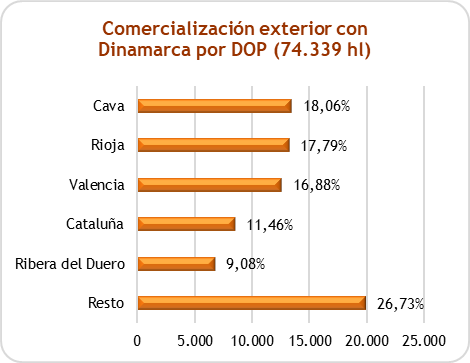 Comercialización exterior con
Dinamarca por DOP (74.339 hl)
Cava 18,06%
Rioja 17,79%
Valencia 16,88%
Cataluña 11,46%
Ribera del Duero 9,08%
Resto 26,73%
0 5.000 10.000 15.000 20.000 25.000